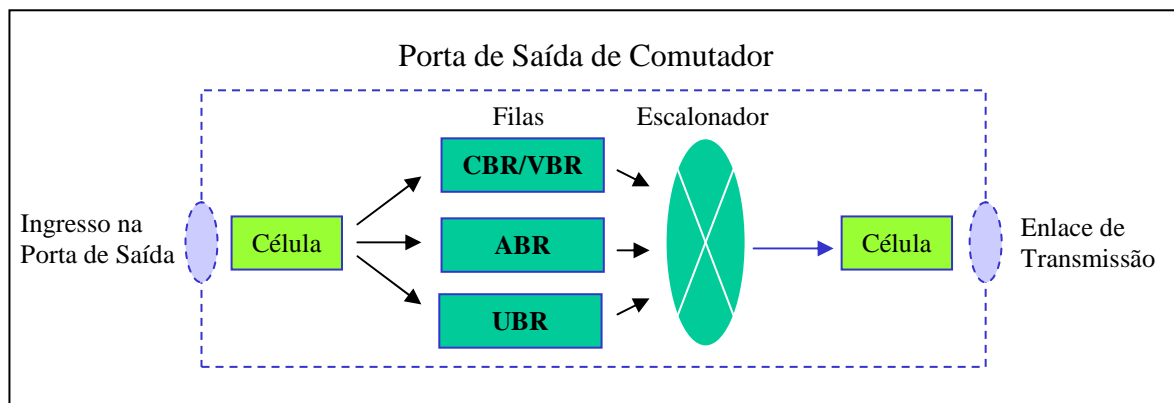 Porta de Saída de Comutador
Filas
Escalonador
Ingresso na
Porta de Saída
Célula
CBR/VBR
ABR
UBR
Célula
Enlace de
Transmissão